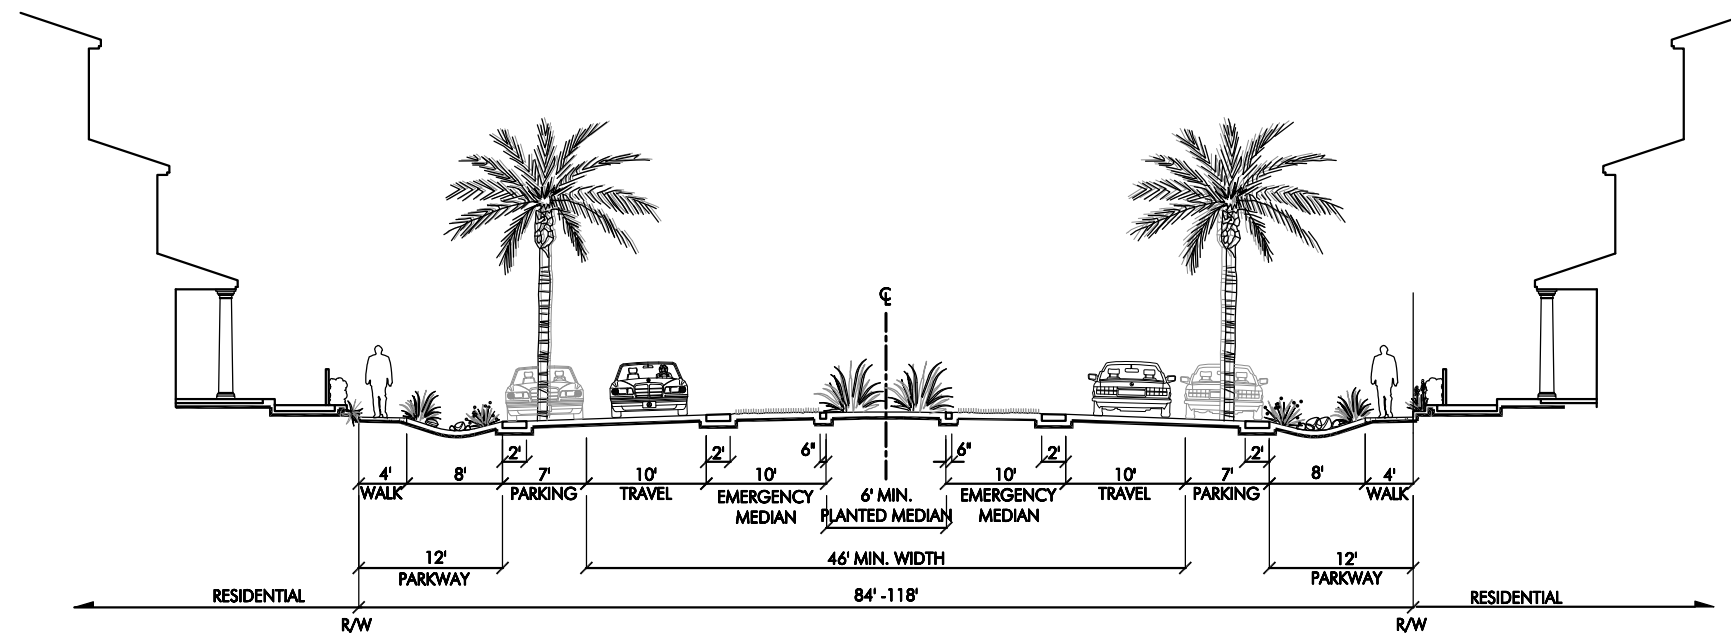 ℄
2'
2'
6"
6"
2'
2'
4'
8'
7'
10'
10'
10'
10'
7'
8'
4'
WALK
PARKING
TRAVEL
EMERGENCY
MEDIAN
6' MIN.
PLANTED MEDIAN
EMERGENCY
MEDIAN
TRAVEL
PARKING
WALK
12'
PARKWAY
46' MIN. WIDTH
12'
PARKWAY
RESIDENTIAL
84' -118'
RESIDENTIAL
R/W
R/W